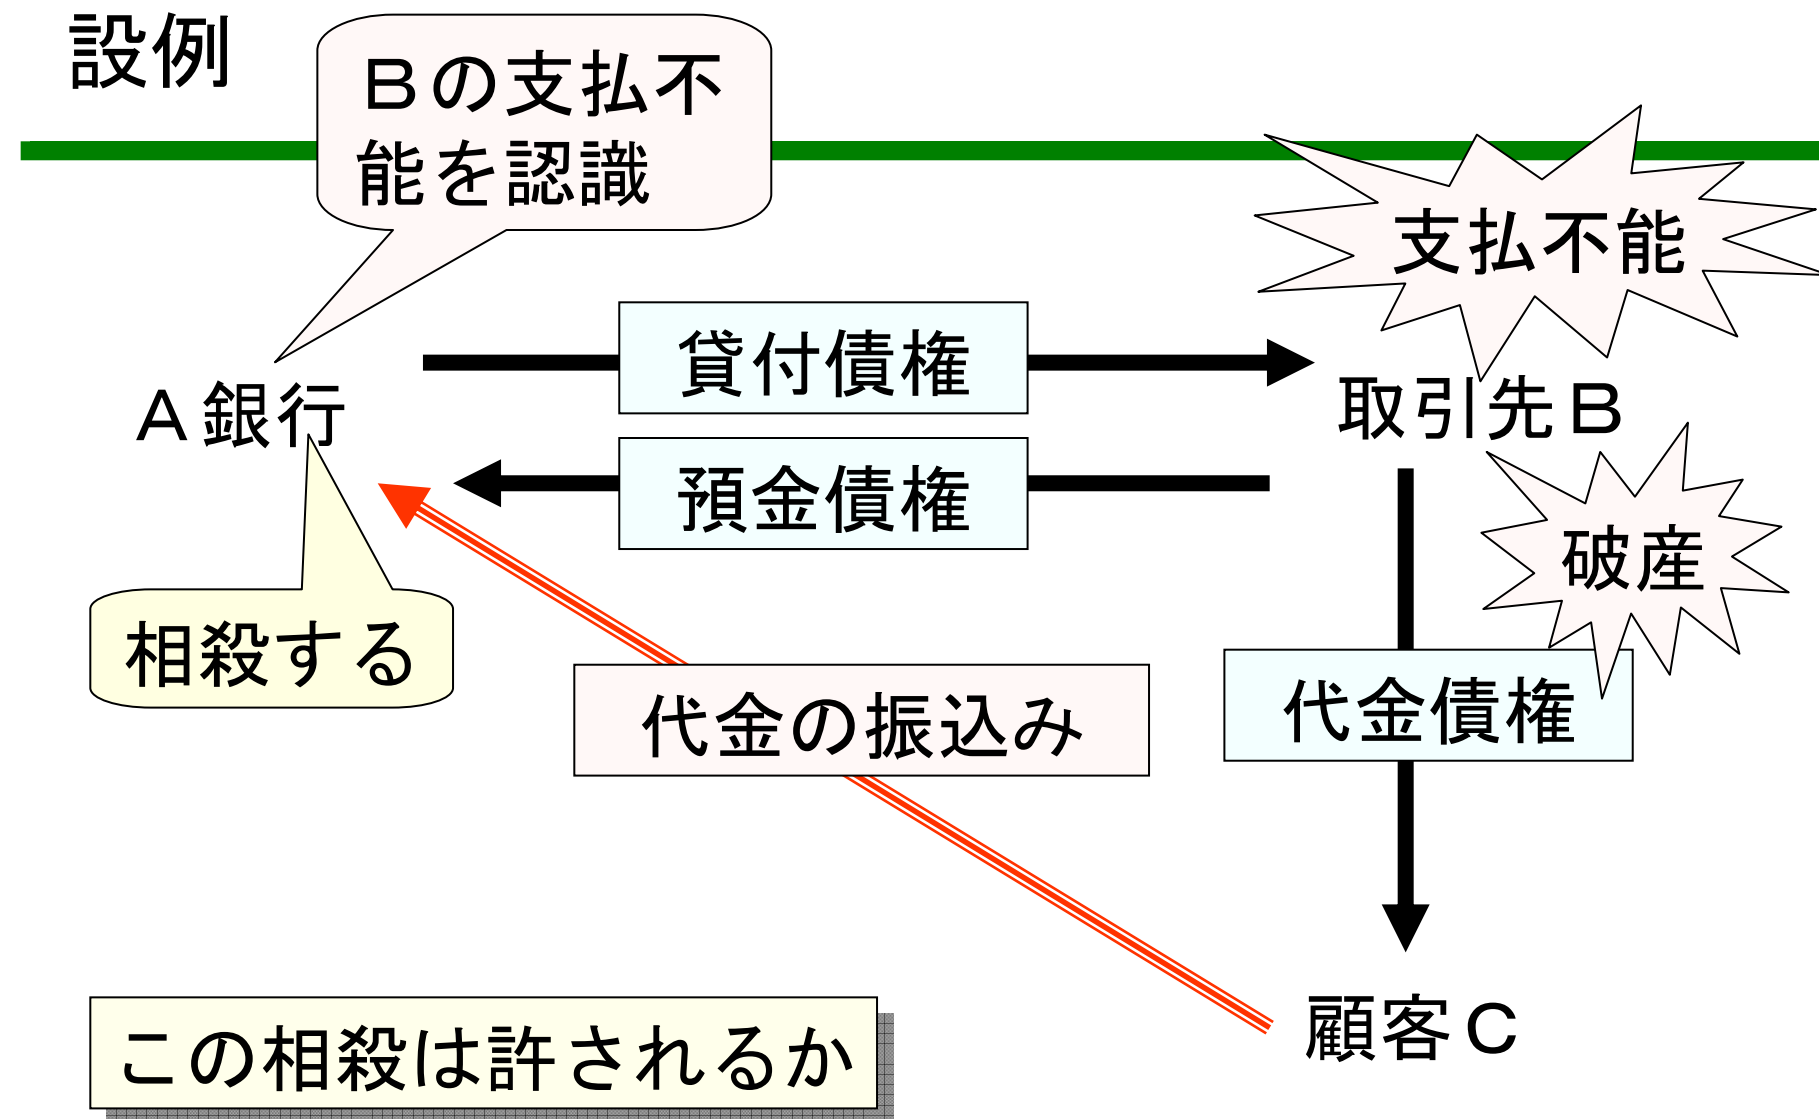 設例
Bの支払不
能を認識
支払不能
貸付債権
A銀行
取引先B
預金債権
破産
相殺する
代金の振込み
代金債権
顧客C
この相殺は許されるか